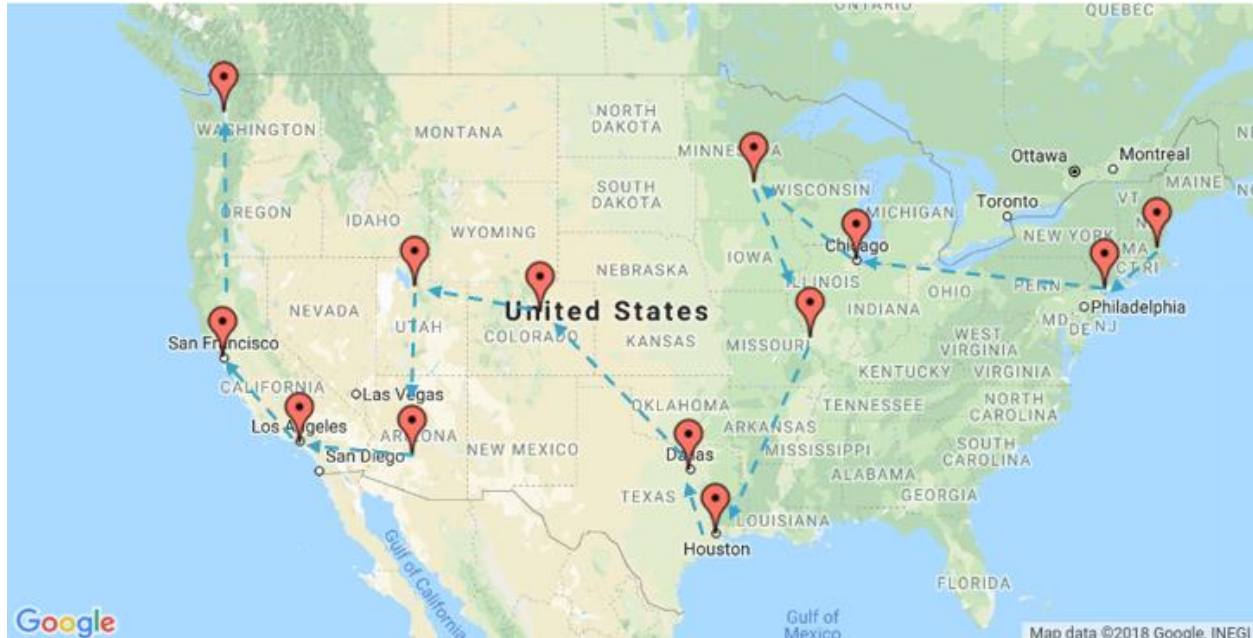 ONTARIO
QUEBEC
WASHINGTON
MONTANA
NORTH
DAKOTA
MINNESOTA
Ottawa
Montreal
MAINE
SOUTH
DAKOTA
WISCONSIN
MICHIGAN
Toronto
VT
OREGON
IDAHO
WYOMING
NEW YORK
MA
CT RI
Chicago
IOWA
NEBRASKA
ILLINOIS
INDIANA
OHIO
PENN
Philadelphia
NEVADA
UTAH
United States
COLORADO
KANSAS
MISSOURI
WEST
VIRGINIA
MD
DE
NJ
San Francisco
KENTUCKY
VIRGINIA
CALIFORNIA
Las Vegas
OKLAHOMA
ARKANSAS
TENNESSEE
NORTH
CAROLINA
Los Angeles
ARIZONA
NEW MEXICO
San Diego
Dallas
MISSISSIPPI
SOUTH
CAROLINA
ALABAMA
TEXAS
GEORGIA
LOUISIANA
Houston
Gulf of California
FLORIDA
Gulf of
Mexico
Google
Map data ©2018 Google, INEGI